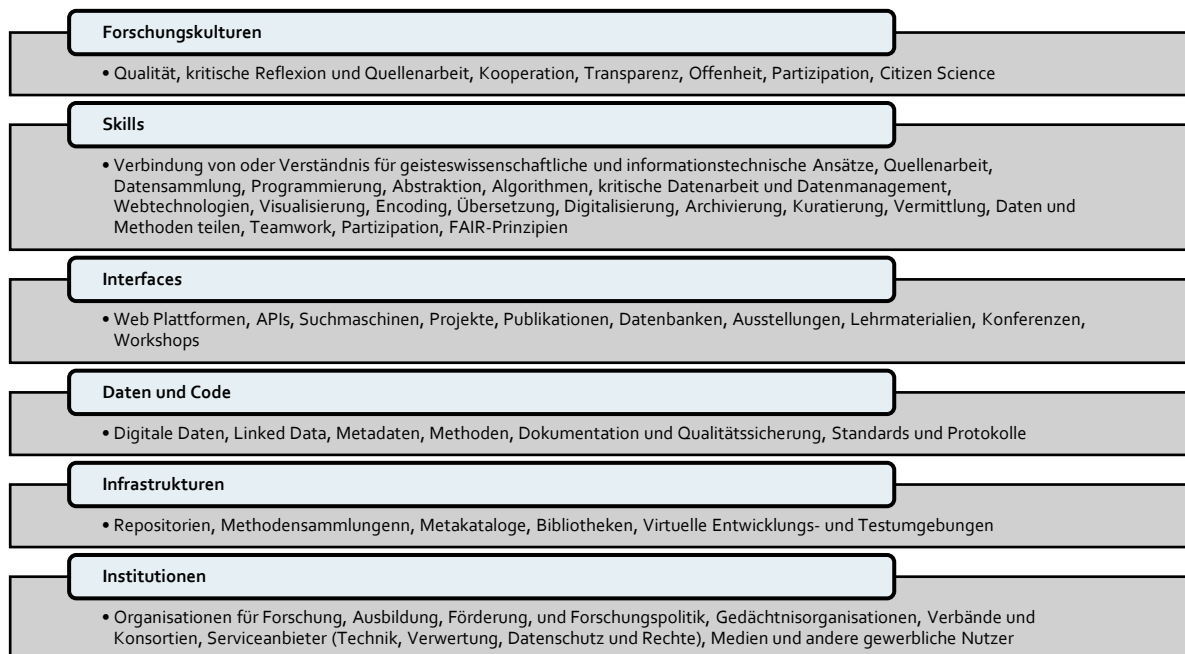 Forschungskulturen
• Qualität, kritische Reflexion und Quellenarbeit, Kooperation, Transparenz, Offenheit, Partizipation, Citizen Science
Skills
• Verbindung von oder Verständnis für geisteswissenschaftliche und informationstechnische Ansätze, Quellenarbeit,
Datensammlung, Programmierung, Abstraktion, Algorithmen, kritische Datenarbeit und Datenmanagement,
Webtechnologien, Visualisierung, Encoding, Übersetzung, Digitalisierung, Archivierung, Kuratierung, Vermittlung, Daten und
Methoden teilen, Teamwork, Partizipation, FAIR-Prinzipien
Interfaces
• Web Plattformen, APIs, Suchmaschinen, Projekte, Publikationen, Datenbanken, Ausstellungen, Lehrmaterialien, Konferenzen,
Workshops
Daten und Code
• Digitale Daten, Linked Data, Metadaten, Methoden, Dokumentation und Qualitätssicherung, Standards und Protokolle
Infrastrukturen
• Repositorien, Methodensammlungenn, Metakataloge, Bibliotheken, Virtuelle Entwicklungs- und Testumgebungen
Institutionen
• Organisationen für Forschung, Ausbildung, Förderung, und Forschungspolitik, Gedächtnisorganisationen, Verbände und
Konsortien, Serviceanbieter (Technik, Verwertung, Datenschutz und Rechte), Medien und andere gewerbliche Nutzer